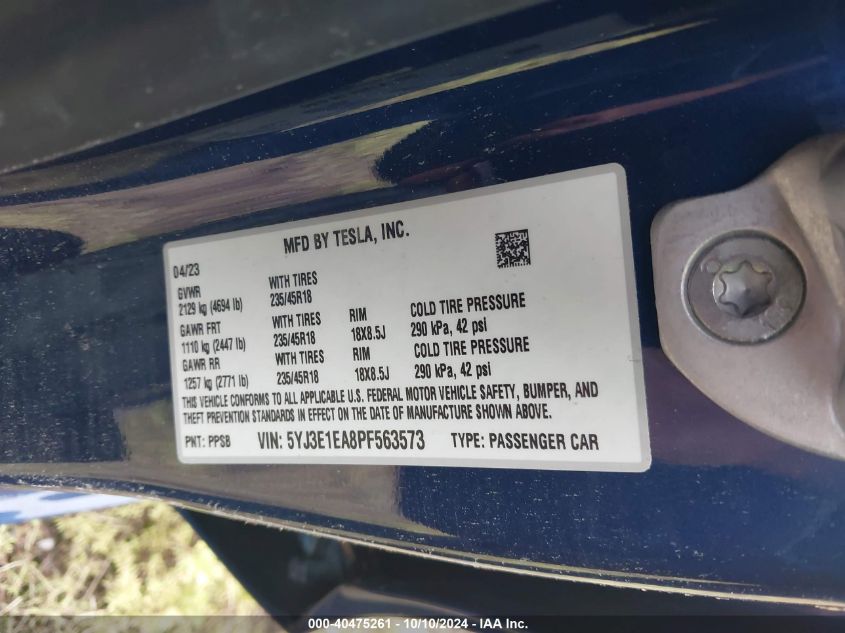 MFD BY TESLA, INC.
04/23
GVWR WITH TIRES
2129 kg (4694 lb) 235/45R18
GAWR FRT WITH TIRES RIM COLD TIRE PRESSURE
1110 kg (2447 lb) 235/45R18 18X8.5J 290 kPa, 42 psi
GAWR RR WITH TIRES RIM COLD TIRE PRESSURE
1257 kg (2771 lb) 235/45R18 18X8.5J 290 kPa, 42 psi
THIS VEHICLE CONFORMS TO ALL APPLICABLE U.S. FEDERAL MOTOR VEHICLE SAFETY, BUMPER, AND
THEFT PREVENTION STANDARDS IN EFFECT ON THE DATE OF MANUFACTURE SHOWN ABOVE.
PNT: PPSB VIN: 5YJ3E1EA8PF563573 TYPE: PASSENGER CAR
000-40475261 - 10/10/2024 - IAA Inc.